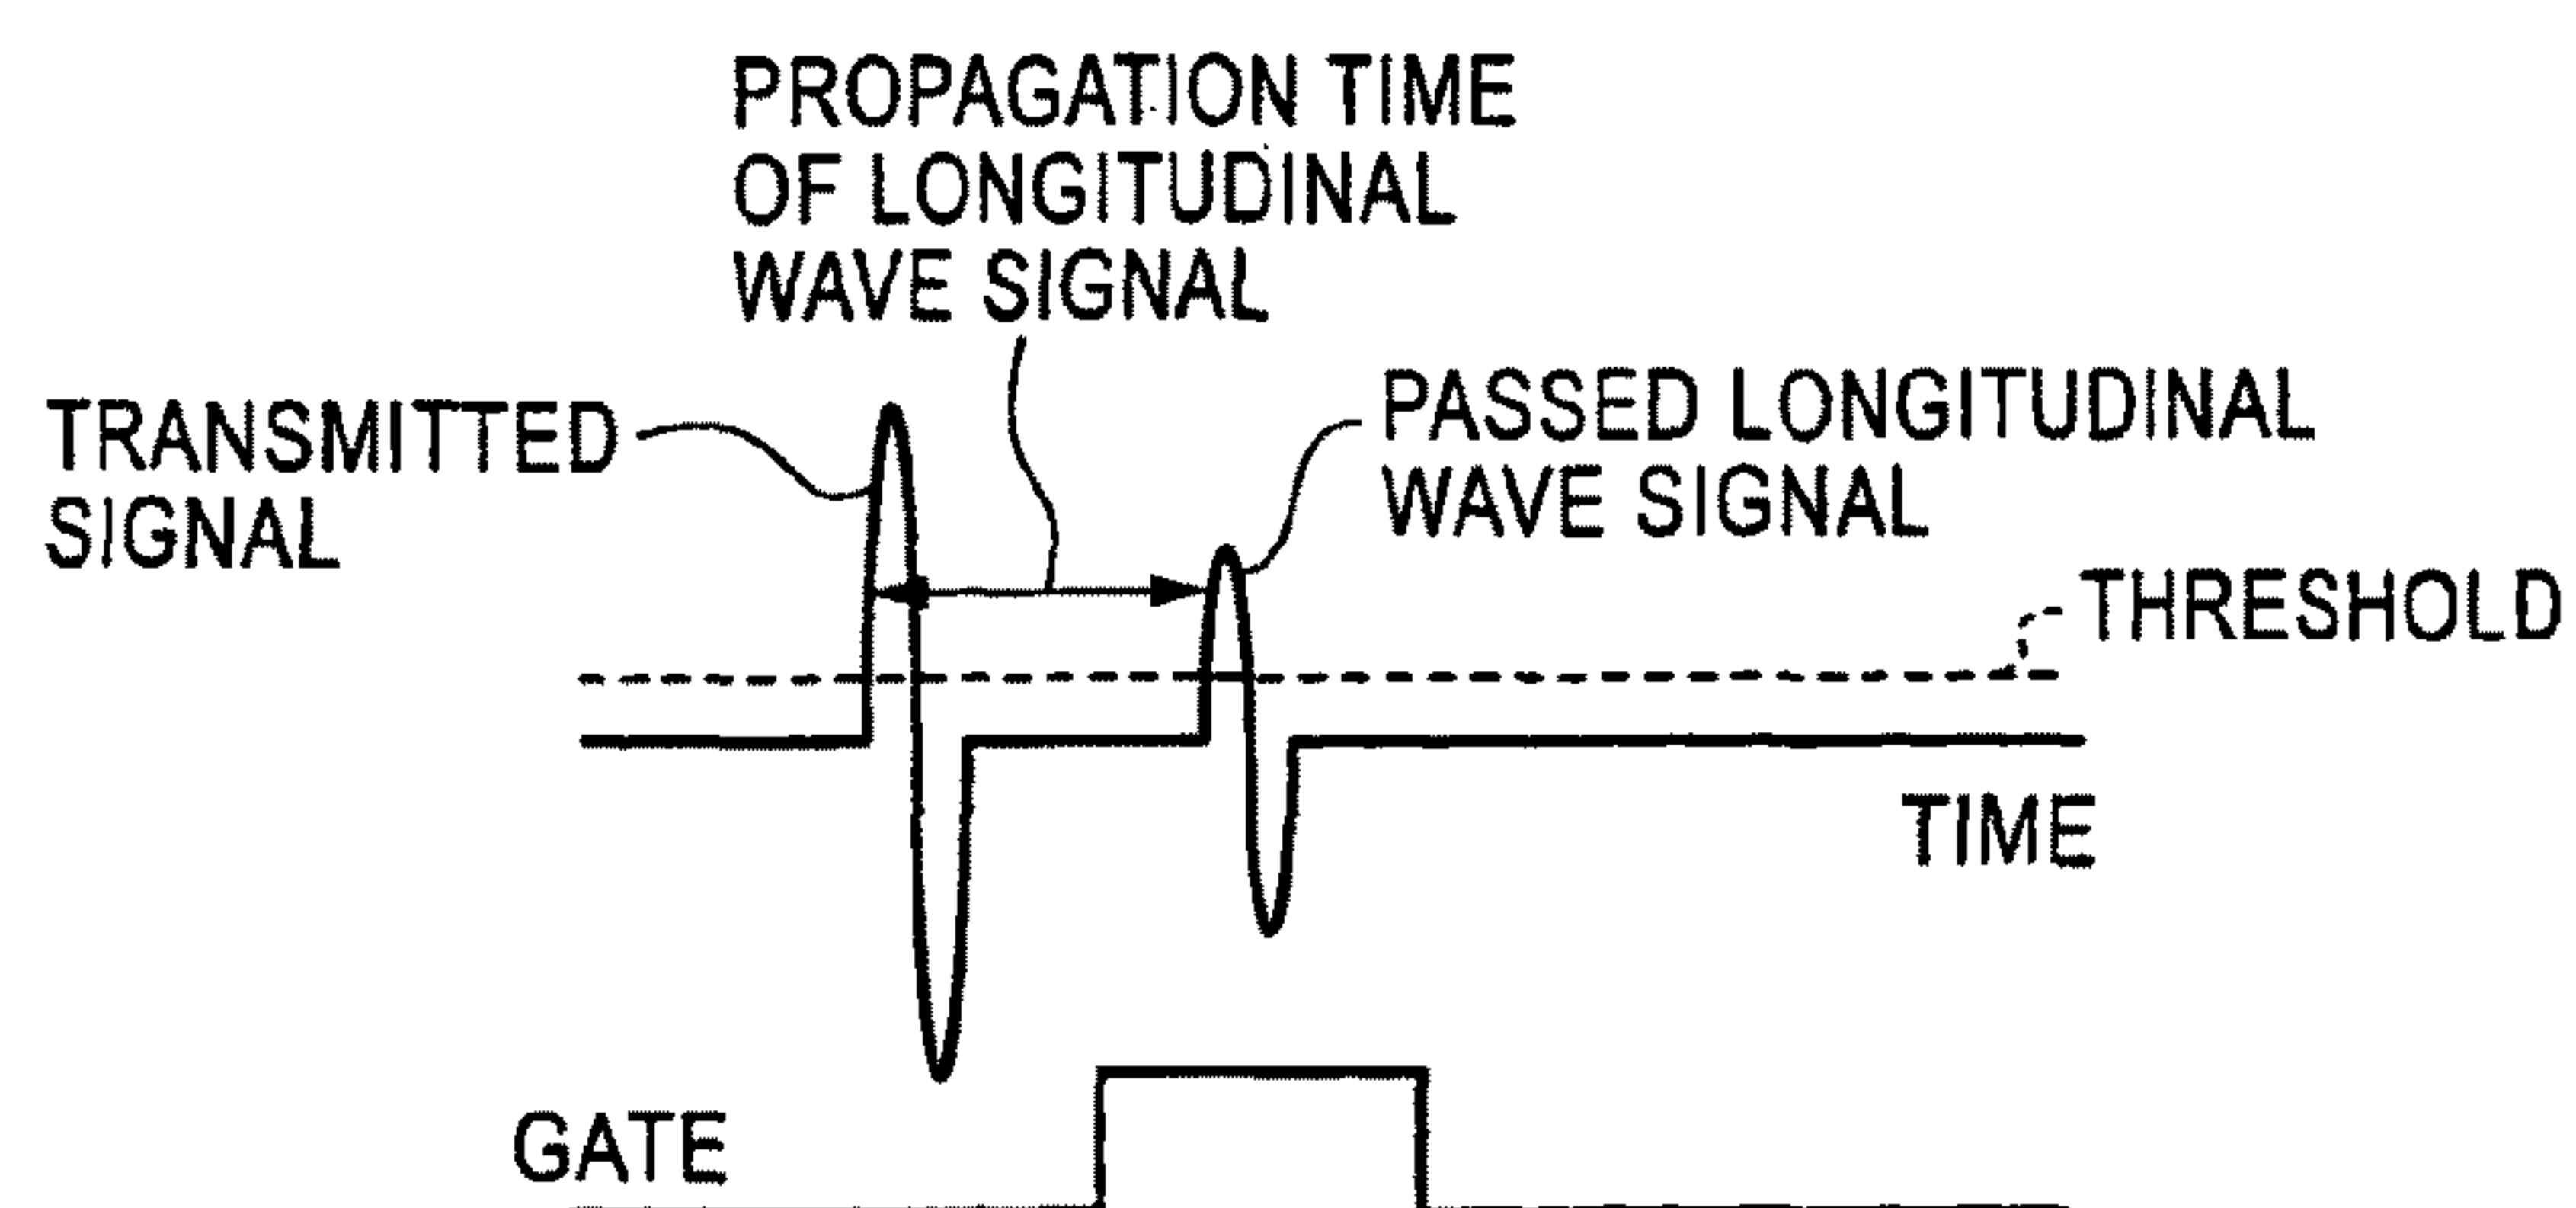 PROPAGATION TIME
OF LONGITUDINAL
WAVE SIGNAL
TRANSMITTED
SIGNAL
PASSED LONGITUDINAL
WAVE SIGNAL
THRESHOLD
TIME
GATE